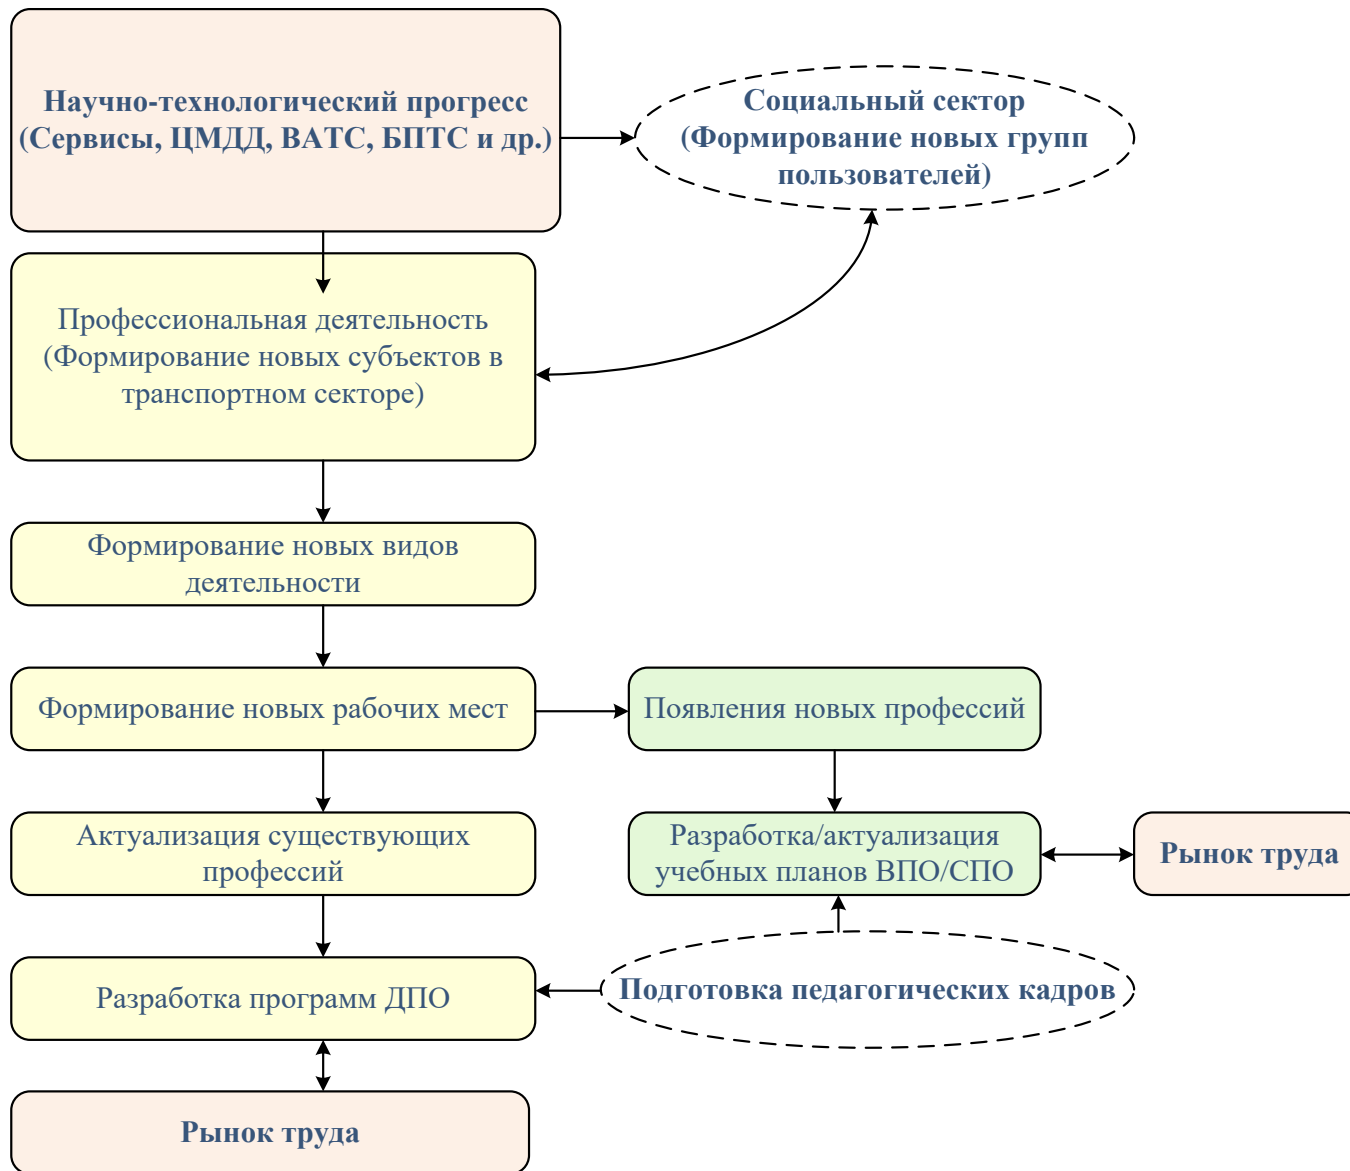 Научно-технологический прогресс
(Сервисы, ЦМДД, ВАТС, БПТС и др.)
Социальный сектор
(Формирование новых групп
пользователей)
Профессиональная деятельность
(Формирование новых субъектов в
транспортном секторе)
Формирование новых видов
деятельности
Формирование новых рабочих мест
Появления новых профессий
Актуализация существующих
профессий
Разработка/актуализация
учебных планов ВПО/СПО
Рынок труда
Разработка программ ДПО
Подготовка педагогических кадров
Рынок труда